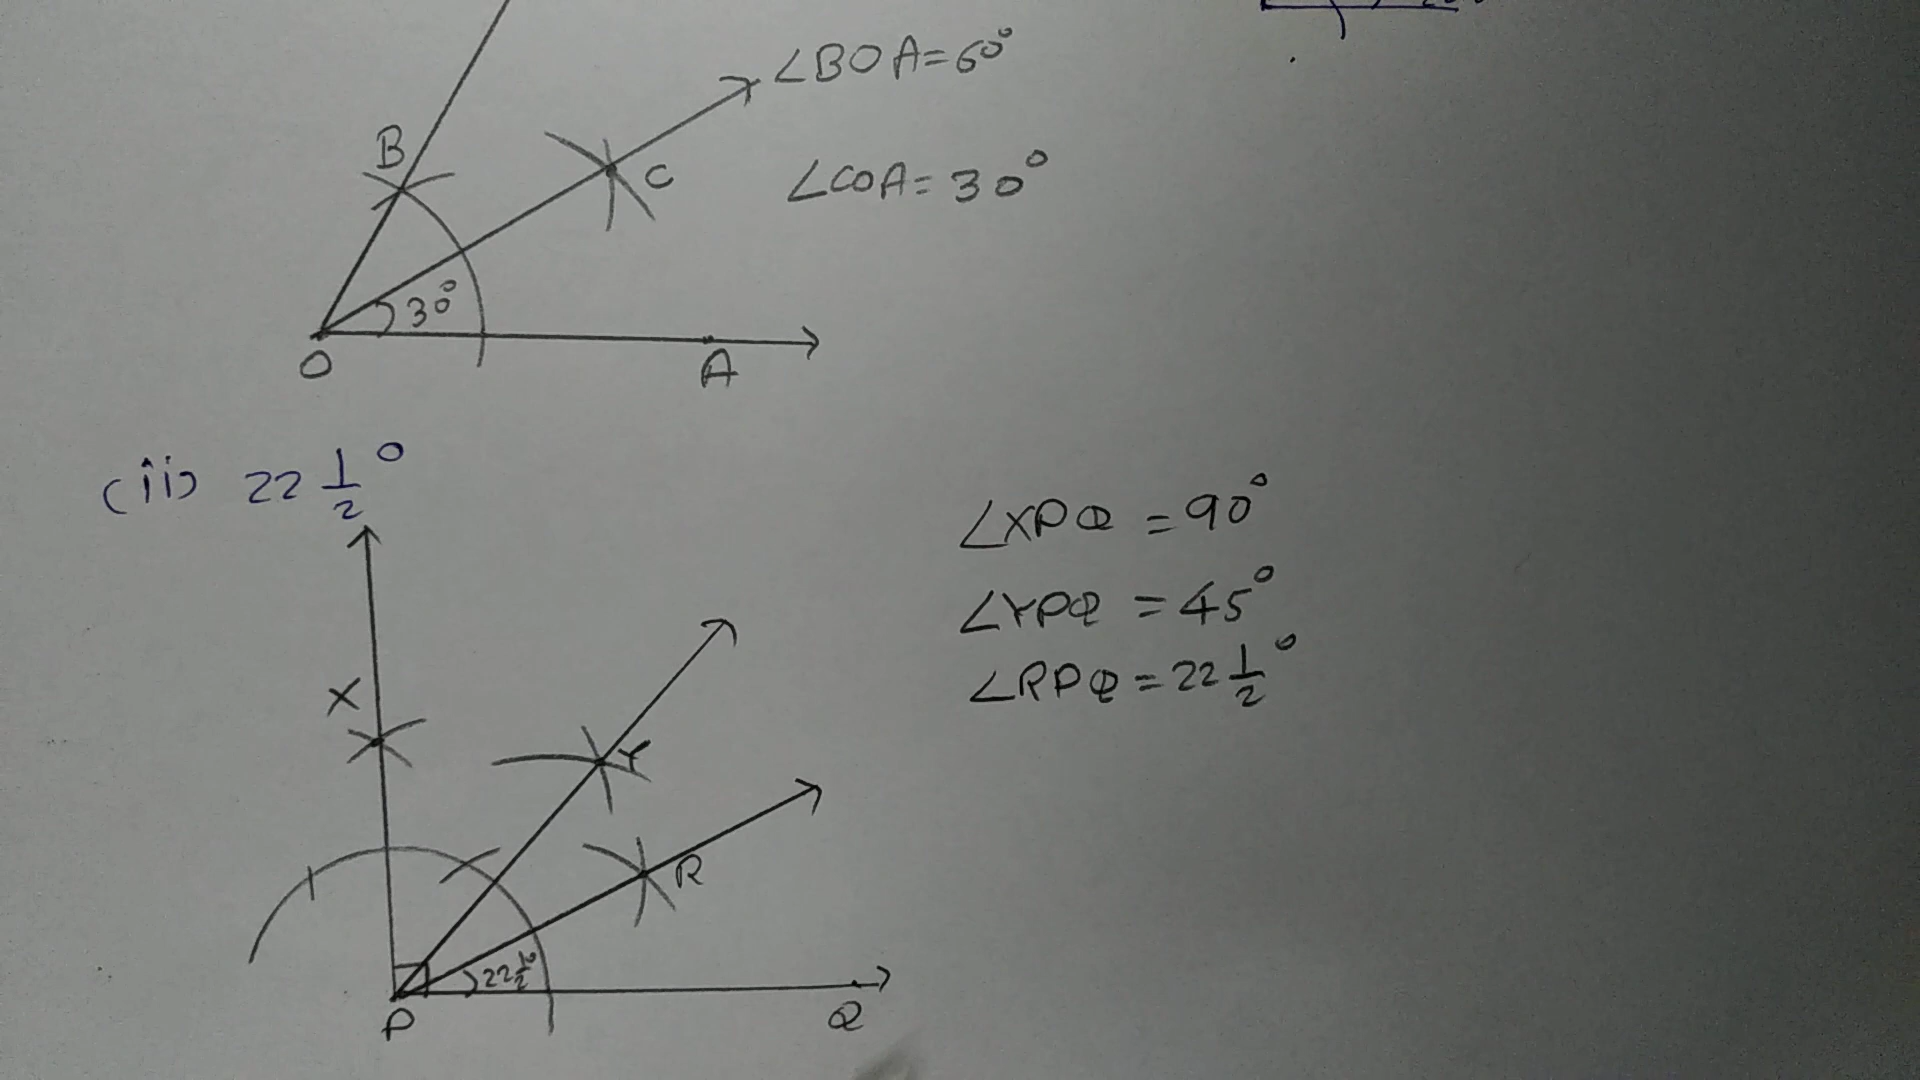 ∠BOA=60°
B
C
∠COA=30°
30°
O
A
(ii) 22 1/2°
∠XPQ = 90°
∠YPQ = 45°
∠RPQ = 22 1/2°
X
Y
R
22 1/2°
P
Q